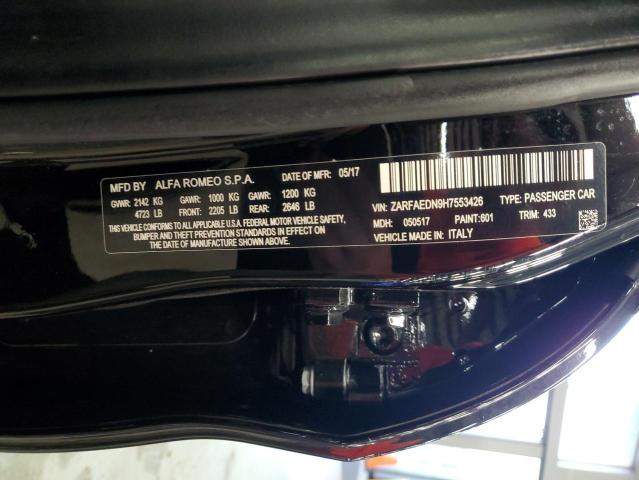 MFD BY ALFA ROMEO S.P.A. DATE OF MFR: 05/17
GVWR: 2142 KG GAWR: 1000 KG GAWR: 1200 KG
4723 LB FRONT: 2205 LB REAR: 2646 LB
THIS VEHICLE CONFORMS TO ALL APPLICABLE U.S.A. FEDERAL MOTOR VEHICLE SAFETY,
BUMPER AND THEFT PREVENTION STANDARDS IN EFFECT ON
THE DATE OF MANUFACTURE SHOWN ABOVE.
VIN: ZARFAEDN9H7553426 TYPE: PASSENGER CAR
MDH: 050517 PAINT:601 TRIM: 433
VEHICLE MADE IN: ITALY